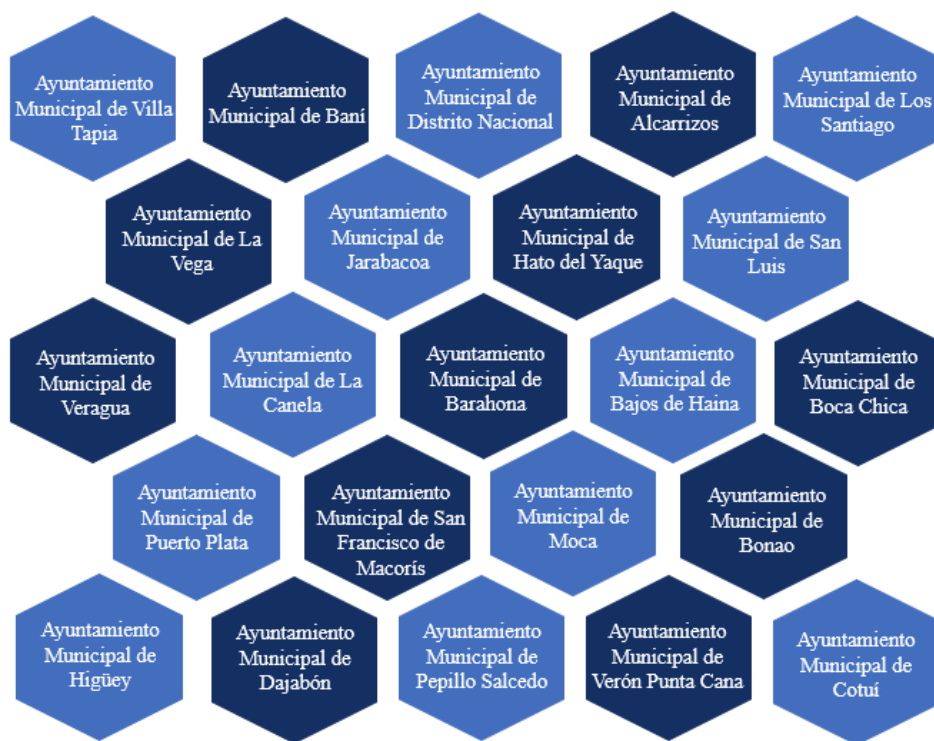 Ayuntamiento
Municipal de Villa
Tapia
Ayuntamiento
Municipal de Baní
Ayuntamiento
Municipal de
Distrito Nacional
Ayuntamiento
Municipal de
Alcarrizos
Ayuntamiento
Municipal de Los
Santiago
Ayuntamiento
Municipal de La
Vega
Ayuntamiento
Municipal de
Jarabacoa
Ayuntamiento
Municipal de
Hato del Yaque
Ayuntamiento
Municipal de San
Luis
Ayuntamiento
Municipal de
Veragua
Ayuntamiento
Municipal de La
Canela
Ayuntamiento
Municipal de
Barahona
Ayuntamiento
Municipal de
Bajos de Haina
Ayuntamiento
Municipal de
Boca Chica
Ayuntamiento
Municipal de
Puerto Plata
Ayuntamiento
Municipal de San
Francisco de
Macorís
Ayuntamiento
Municipal de
Moca
Ayuntamiento
Municipal de
Bonao
Ayuntamiento
Municipal de
Higüey
Ayuntamiento
Municipal de
Dajabón
Ayuntamiento
Municipal de
Pepillo Salcedo
Ayuntamiento
Municipal de
Verón Punta Cana
Ayuntamiento
Municipal de
Cotuí